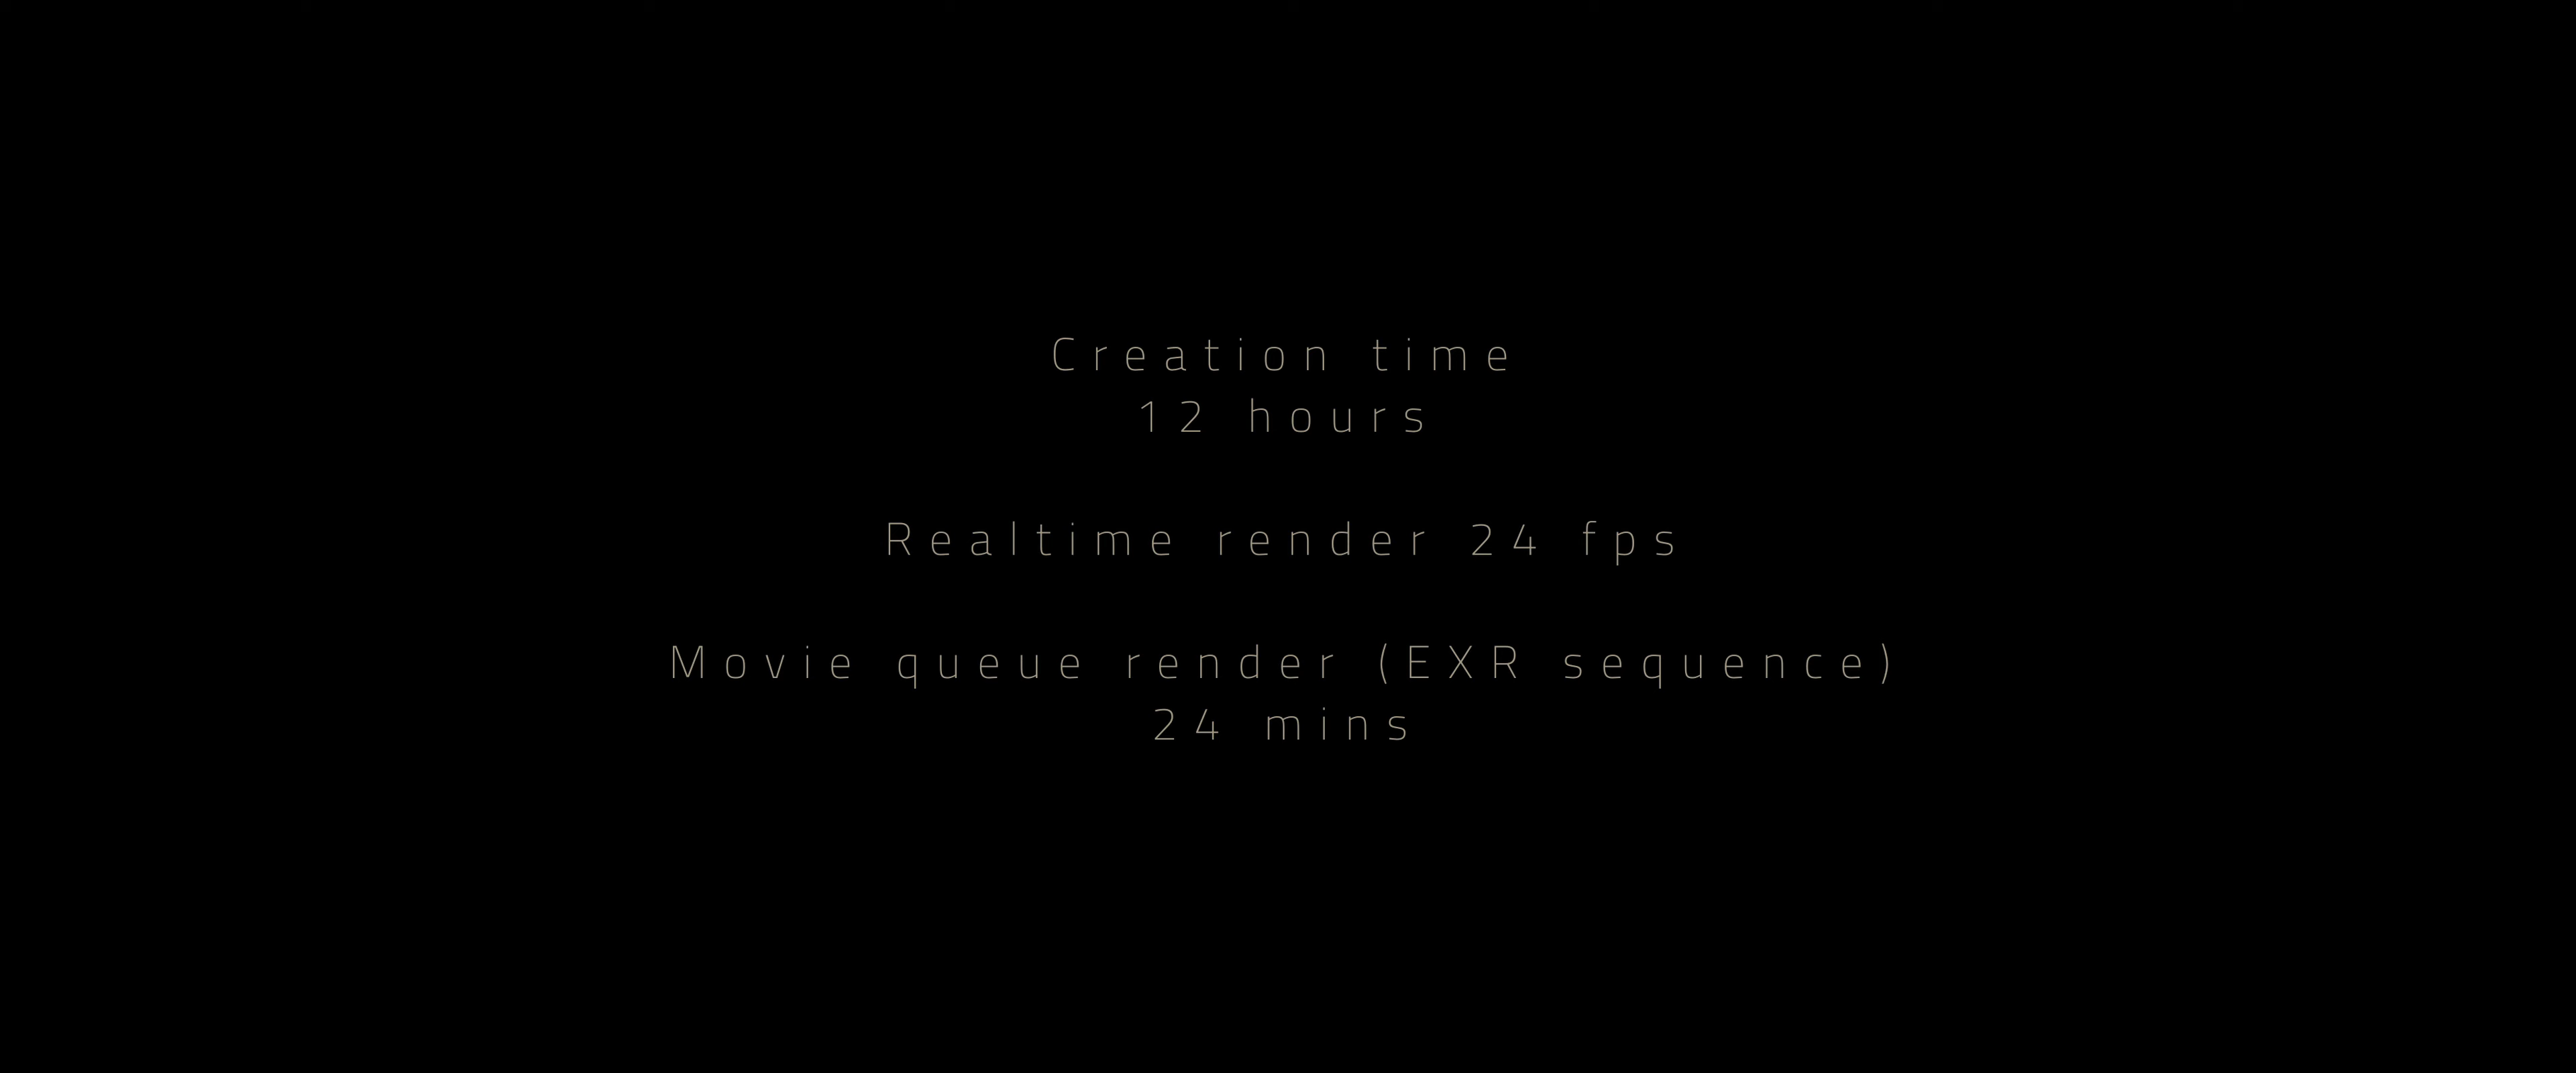 Creation time
12 hours
Realtime render 24 fps
Movie queue render (EXR sequence)
24 mins